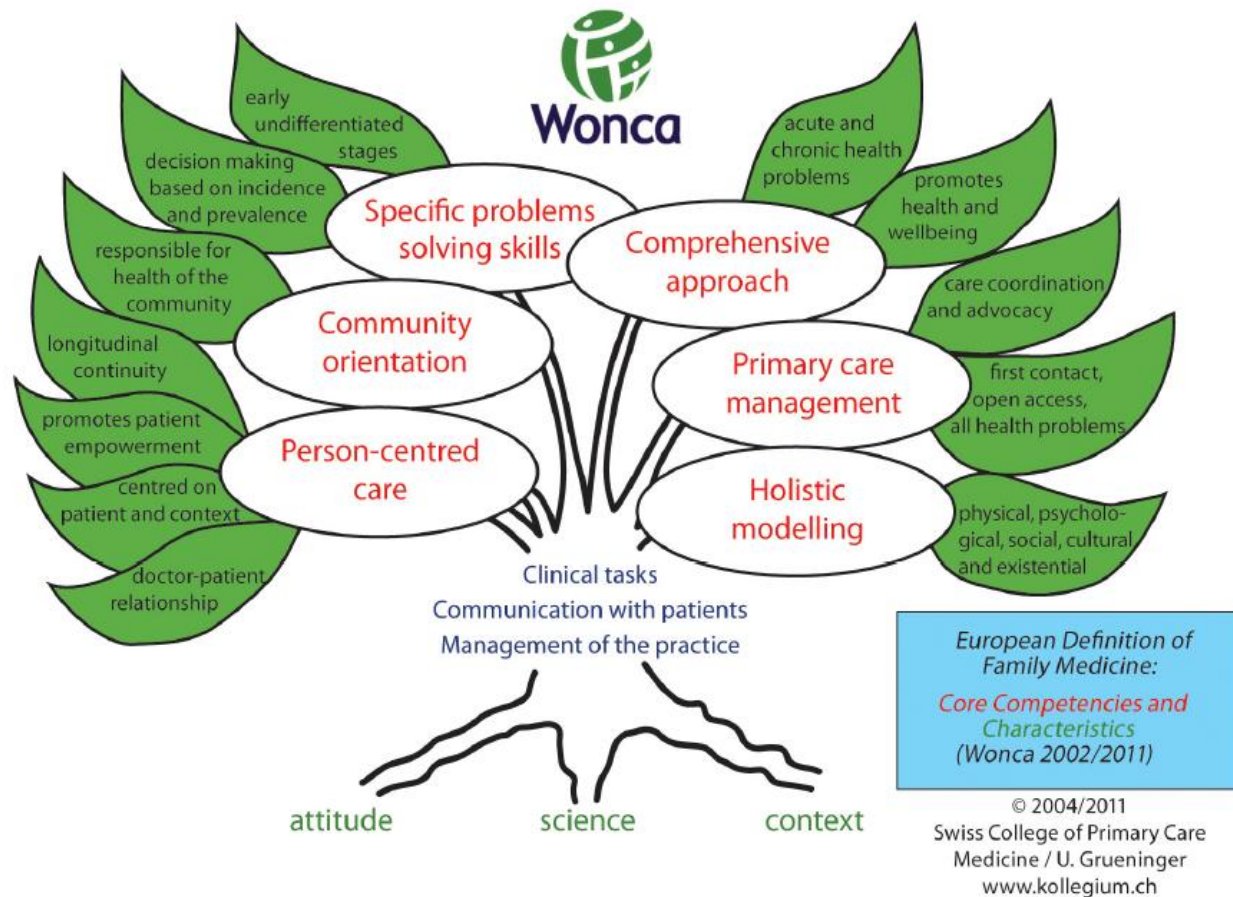 Wonca
early
undifferentiated
stages
decision making
based on incidence
and prevalence
responsible for
health of the
community
longitudinal
continuity
promotes patient
empowerment
centred on
patient and context
doctor-patient
relationship
Specific problems
solving skills
Community
orientation
Person-centred
care
Comprehensive
approach
Primary care
management
Holistic
modelling
acute and
chronic health
problems
promotes
health and
wellbeing
care coordination
and advocacy
first contact,
open access,
all health problems
physical, psycholo-
gical, social, cultural
and existential
Clinical tasks
Communication with patients
Management of the practice
attitude
science
context
European Definition of
Family Medicine:
Core Competencies and
Characteristics
(Wonca 2002/2011)
© 2004/2011
Swiss College of Primary Care
Medicine / U. Grueninger
www.kollegium.ch